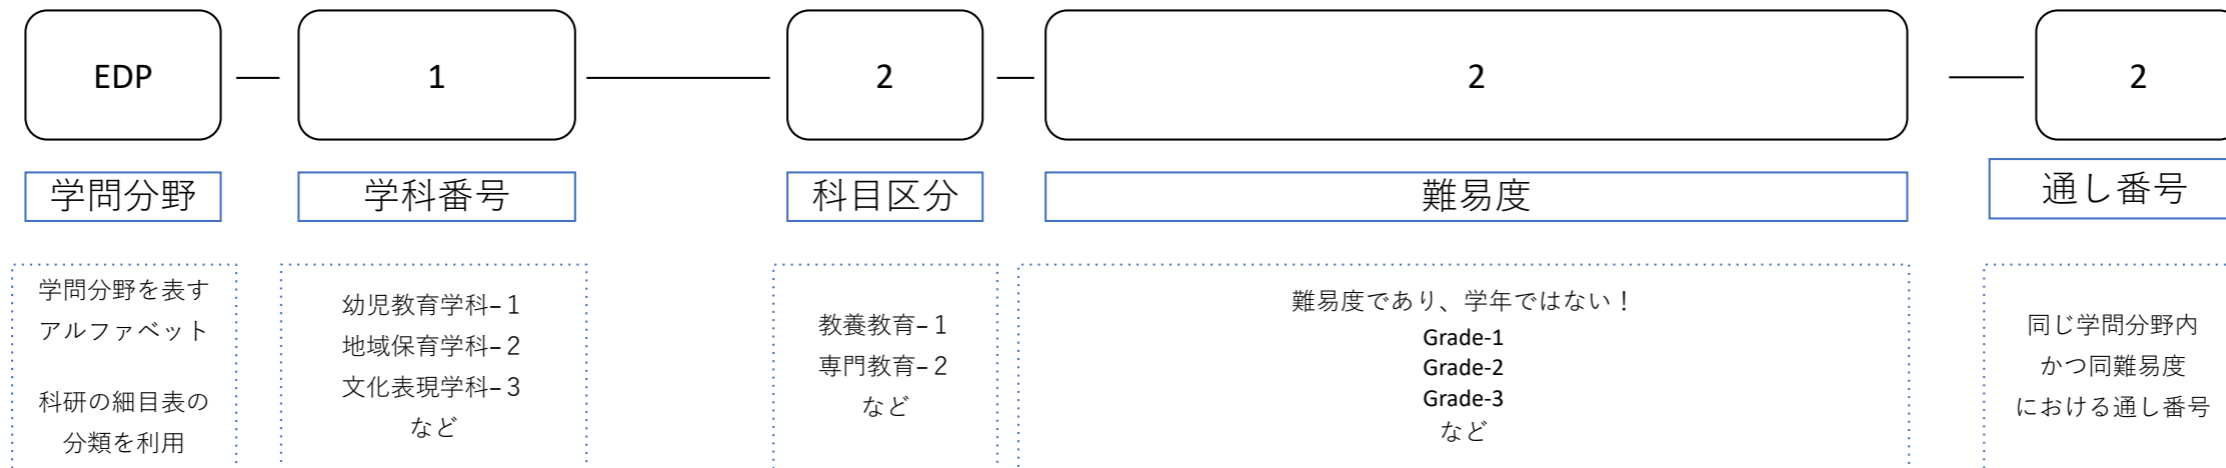 EDP
1
2
2
2
学問分野
学科番号
科目区分
難易度
通し番号
学問分野を表す
アルファベット
科研の細目表の
分類を利用
幼児教育学科–１
地域保育学科–２
文化表現学科–３
など
教養教育–１
専門教育–２
など
難易度であり、学年ではない！
Grade-1
Grade-2
Grade-3
など
同じ学問分野内
かつ同難易度
における通し番号